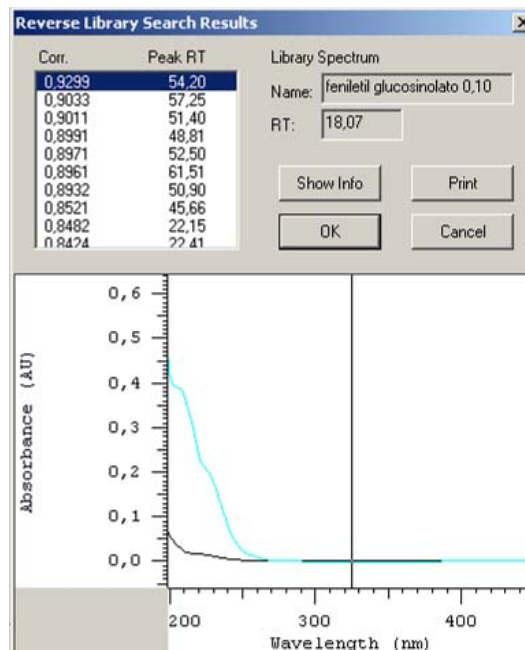 Reverse Library Search Results
Corr. Peak RT
0,9299 54,20
0,9033 57,25
0,9011 51,40
0,8991 48,81
0,8971 52,50
0,8961 61,51
0,8932 50,90
0,8521 45,66
0,8482 22,15
0,8424 22,41
Library Spectrum
Name: feniletil glucosinolato 0,10
RT: 18,07
Show Info Print
OK Cancel
Absorbance (AU)
0,6
0,5
0,4
0,3
0,2
0,1
0,0
200 300 400
Wavelength (nm)